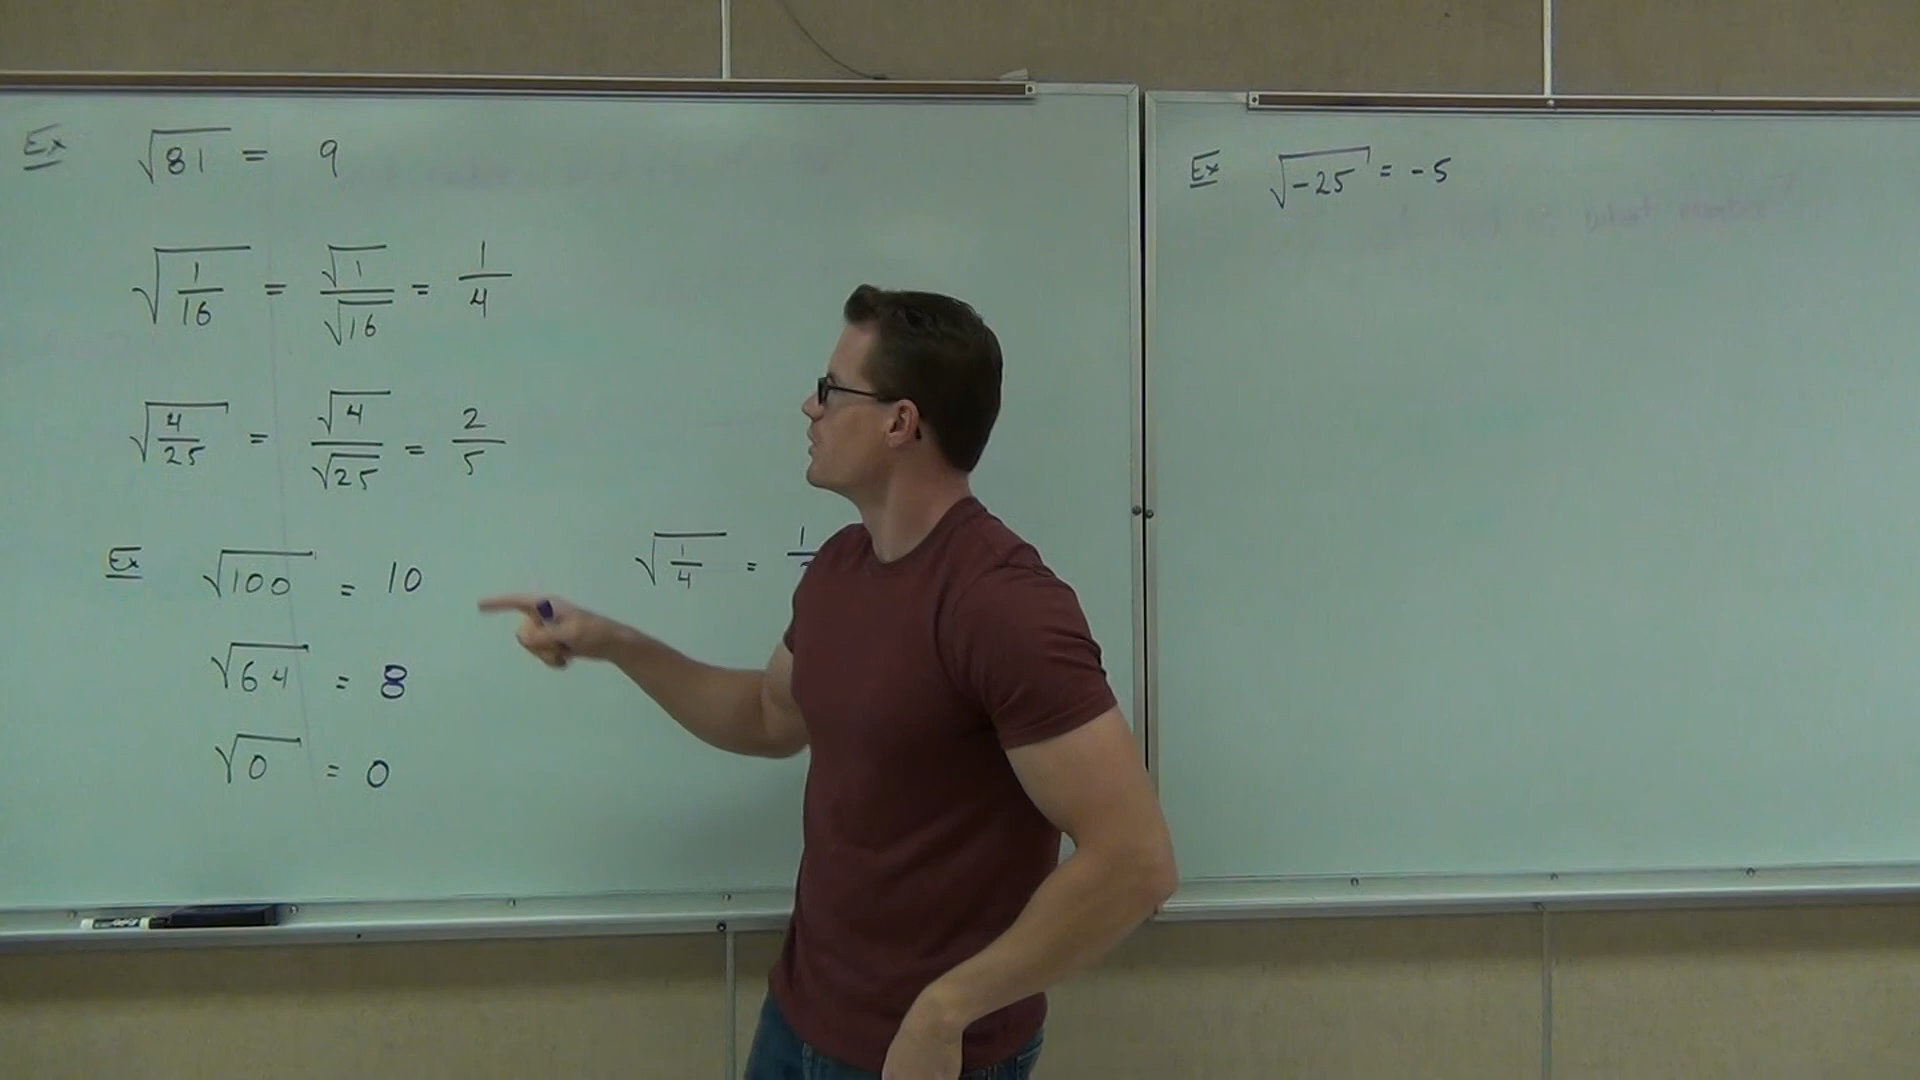 Ex √81 = 9
√(1/16) = √1/√16 = 1/4
√(4/25) = √4/√25 = 2/5
Ex √100 = 10
√(1/4) = 1
√64 = 8
√0 = 0
Ex √-25 = -5